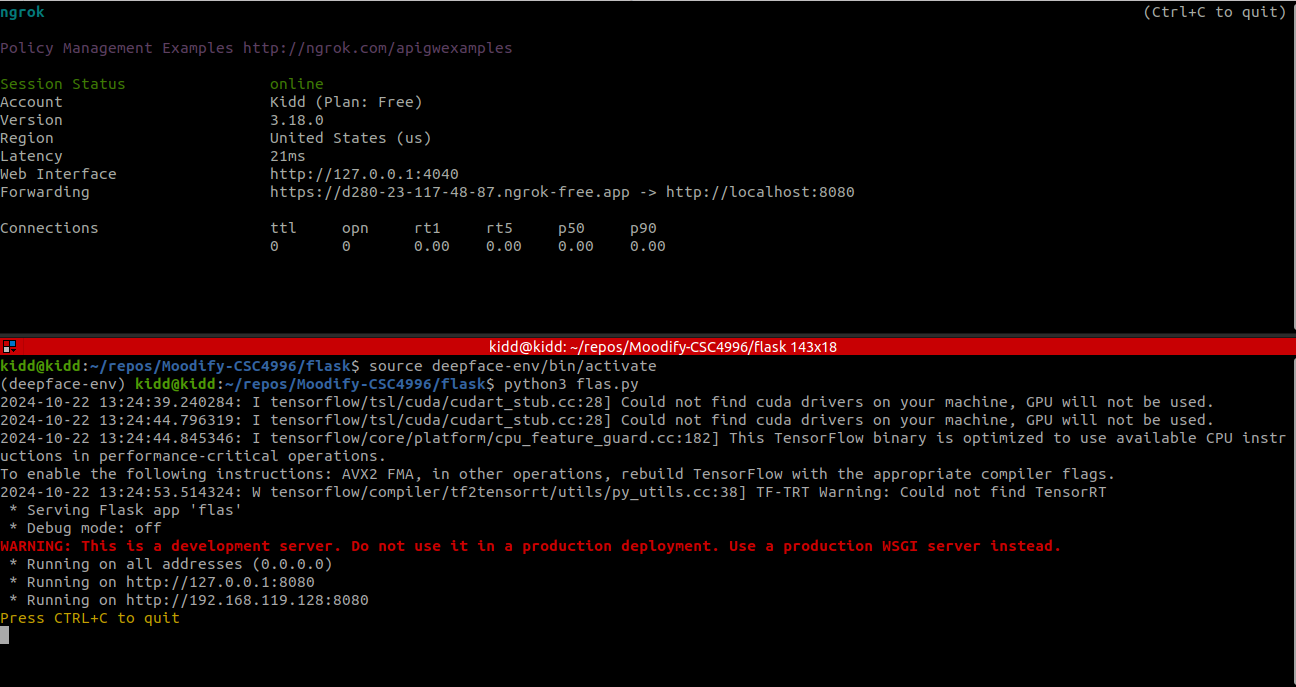 ngrok (Ctrl+C to quit)
Policy Management Examples http://ngrok.com/apigwexamples
Session Status online
Account Kidd (Plan: Free)
Version 3.18.0
Region United States (us)
Latency 21ms
Web Interface http://127.0.0.1:4040
Forwarding https://d280-23-117-48-87.ngrok-free.app -> http://localhost:8080
Connections ttl opn rt1 rt5 p50 p90
0 0 0.00 0.00 0.00 0.00
kidd@kidd: ~/repos/Moodify-CSC4996/flask 143x18
kidd@kidd:~/repos/Moodify-CSC4996/flask$ source deepface-env/bin/activate
(deepface-env) kidd@kidd:~/repos/Moodify-CSC4996/flask$ python3 flas.py
2024-10-22 13:24:39.240284: I tensorflow/tsl/cuda/cudart_stub.cc:28] Could not find cuda drivers on your machine, GPU will not be used.
2024-10-22 13:24:44.796319: I tensorflow/tsl/cuda/cudart_stub.cc:28] Could not find cuda drivers on your machine, GPU will not be used.
2024-10-22 13:24:44.845346: I tensorflow/core/platform/cpu_feature_guard.cc:182] This TensorFlow binary is optimized to use available CPU instr
uctions in performance-critical operations.
To enable the following instructions: AVX2 FMA, in other operations, rebuild TensorFlow with the appropriate compiler flags.
2024-10-22 13:24:53.514324: W tensorflow/compiler/tf2tensorrt/utils/py_utils.cc:38] TF-TRT Warning: Could not find TensorRT
* Serving Flask app 'flas'
* Debug mode: off
WARNING: This is a development server. Do not use it in a production deployment. Use a production WSGI server instead.
* Running on all addresses (0.0.0.0)
* Running on http://127.0.0.1:8080
* Running on http://192.168.119.128:8080
Press CTRL+C to quit